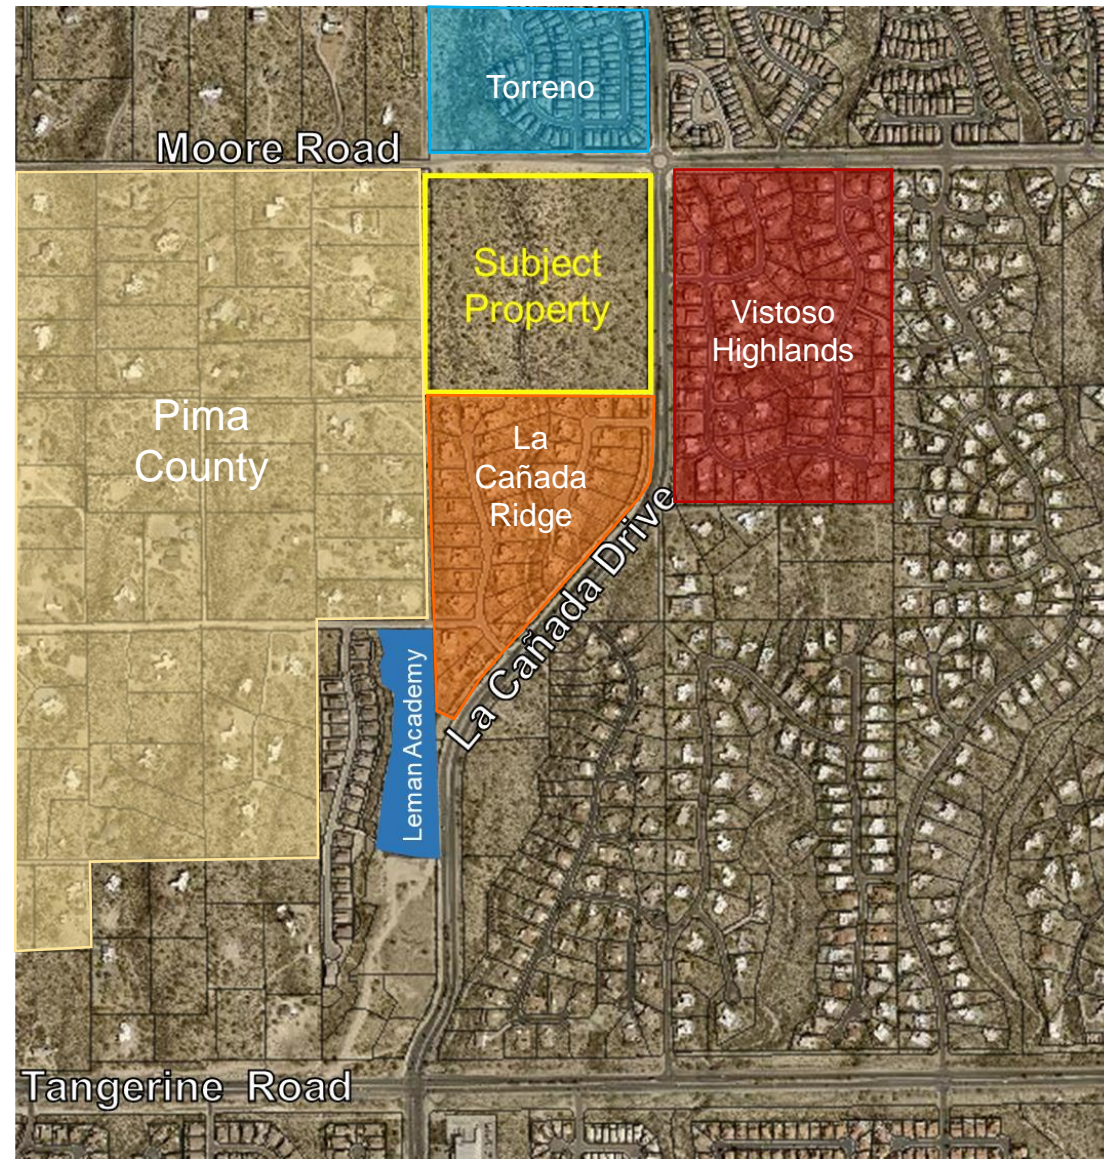 Torreno
Moore Road
Subject
Property
Vistoso
Highlands
Pima
County
La
Cañada
Ridge
La Cañada Drive
Leman Academy
Tangerine Road